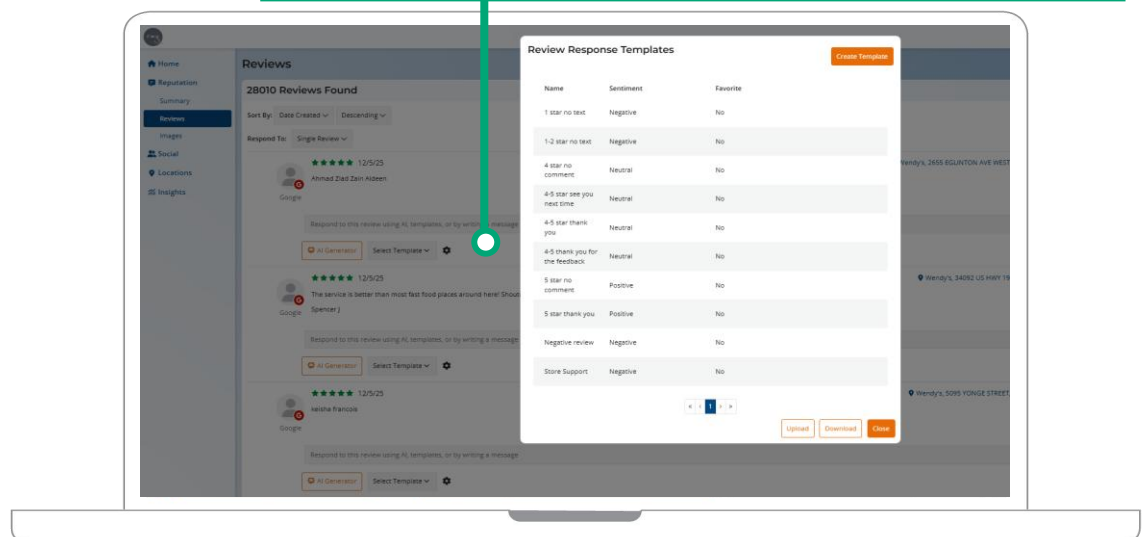 Home
Reputation
Summary
Reviews
Images
Social
Locations
Insights
Reviews
28010 Reviews Found
Sort By: Date Created Descending
Respond To: Single Review
12/5/25
Ahmad Ziad Zain Aldeen
Google
Respond to this review using AI, templates, or by writing a message
AI Generator Select Template
Wendy's, 2655 EGLINTON AVE WEST
12/5/25
The service is better than most fast food places around here! Shout
Spencer J
Google
Respond to this review using AI, templates, or by writing a message
AI Generator Select Template
Wendy's, 34092 US HWY 19
12/5/25
keisha francois
Google
Respond to this review using AI, templates, or by writing a message
AI Generator Select Template
Wendy's, 5095 YONGE STREET
Review Response Templates
Create Template
Name Sentiment Favorite
1 star no text Negative No
1-2 star no text Negative No
4 star no
comment Neutral No
4-5 star see you
next time Neutral No
4-5 star thank
you Neutral No
4-5 thank you for
the feedback Neutral No
5 star no
comment Positive No
5 star thank you Positive No
Negative review Negative No
Store Support Negative No
« ‹ 1 › »
Upload Download Close